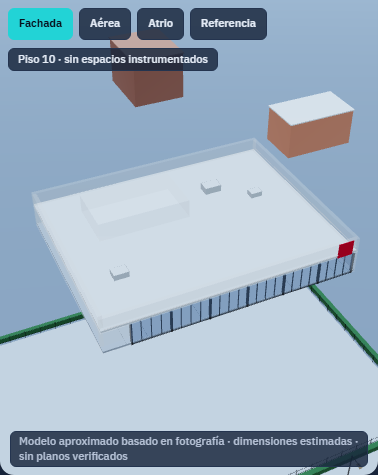 Fachada
Aérea
Atrio
Referencia
Piso 10 · sin espacios instrumentados
Modelo aproximado basado en fotografía · dimensiones estimadas ·
sin planos verificados